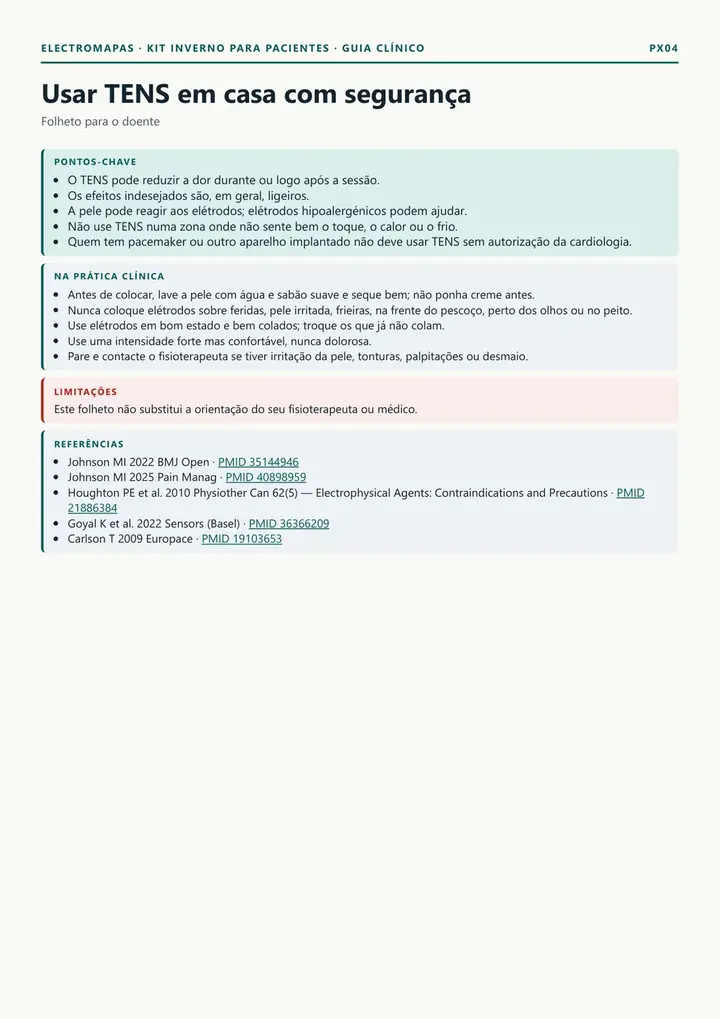 ELECTROMAPAS · KIT INVERNO PARA PACIENTES · GUIA CLÍNICO
PX04
Usar TENS em casa com segurança
Folheto para o doente
PONTOS-CHAVE
• O TENS pode reduzir a dor durante ou logo após a sessão.
• Os efeitos indesejados são, em geral, ligeiros.
• A pele pode reagir aos elétrodos; elétrodos hipoalergénicos podem ajudar.
• Não use TENS numa zona onde não sente bem o toque, o calor ou o frio.
• Quem tem pacemaker ou outro aparelho implantado não deve usar TENS sem autorização da cardiologia.
NA PRÁTICA CLÍNICA
• Antes de colocar, lave a pele com água e sabão suave e seque bem; não ponha creme antes.
• Nunca coloque elétrodos sobre feridas, pele irritada, frieiras, na frente do pescoço, perto dos olhos ou no peito.
• Use elétrodos em bom estado e bem colados; troque os que já não colam.
• Use uma intensidade forte mas confortável, nunca dolorosa.
• Pare e contacte o fisioterapeuta se tiver irritação da pele, tonturas, palpitações ou desmaio.
LIMITAÇÕES
Este folheto não substitui a orientação do seu fisioterapeuta ou médico.
REFERÊNCIAS
• Johnson MI 2022 BMJ Open · PMID 35144946
• Johnson MI 2025 Pain Manag · PMID 40898959
• Houghton PE et al. 2010 Physiother Can 62(5) — Electrophysical Agents: Contraindications and Precautions · PMID
21886384
• Goyal K et al. 2022 Sensors (Basel) · PMID 36366209
• Carlson T 2009 Europace · PMID 19103653